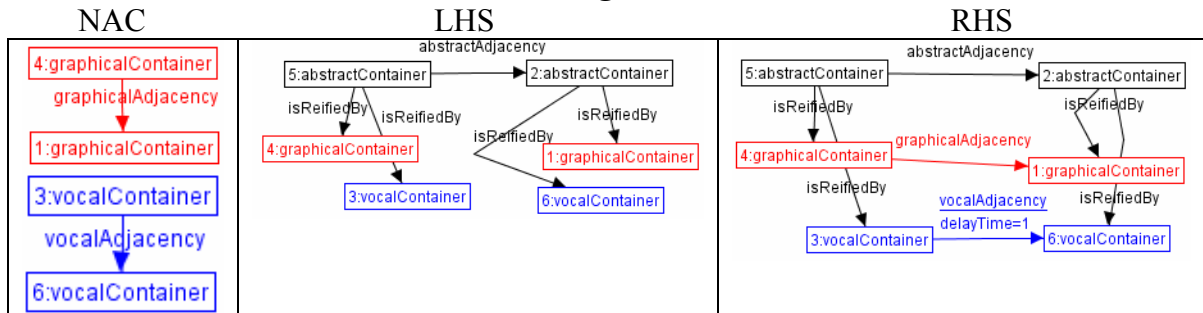 NAC
LHS
RHS
4:graphicalContainer
graphicalAdjacency
1:graphicalContainer
3:vocalContainer
vocalAdjacency
6:vocalContainer
abstractAdjacency
5:abstractContainer
2:abstractContainer
isReifiedBy
isReifiedBy
isReifiedBy
isReifiedBy
4:graphicalContainer
1:graphicalContainer
3:vocalContainer
6:vocalContainer
abstractAdjacency
5:abstractContainer
2:abstractContainer
isReifiedBy
isReifiedBy
graphicalAdjacency
4:graphicalContainer
1:graphicalContainer
isReifiedBy
isReifiedBy
vocalAdjacency
delayTime=1
3:vocalContainer
6:vocalContainer